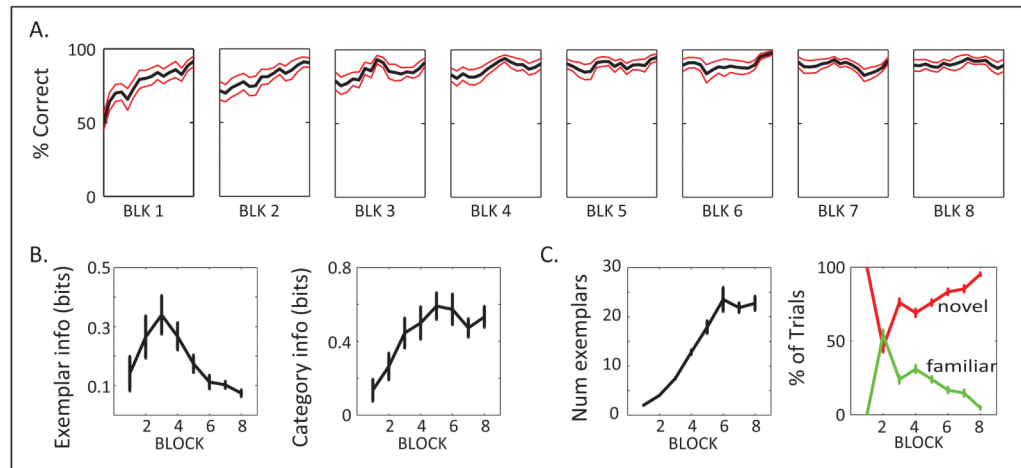 A.
100
50
0
% Correct
BLK 1
BLK 2
BLK 3
BLK 4
BLK 5
BLK 6
BLK 7
BLK 8
B.
Exemplar info (bits)
0.5
0.3
0.1
2 4 6 8
BLOCK
Category info (bits)
0.8
0.4
0
2 4 6 8
BLOCK
C.
Num exemplars
30
20
10
0
2 4 6 8
BLOCK
% of Trials
100
50
0
novel
familiar
2 4 6 8
BLOCK